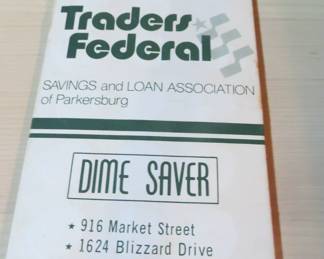 Traders
Federal
SAVINGS and LOAN ASSOCIATION
of Parkersburg
DIME SAVER
★ 916 Market Street
★ 1624 Blizzard Drive